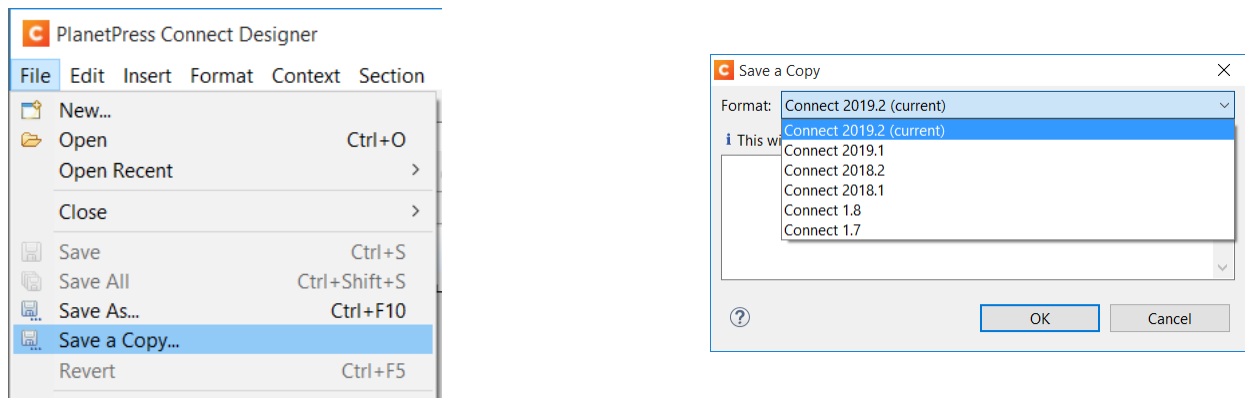 PlanetPress Connect Designer
File Edit Insert Format Context Section
New...
Open Ctrl+O
Open Recent
Close
Save Ctrl+S
Save All Ctrl+Shift+S
Save As... Ctrl+F10
Save a Copy...
Revert Ctrl+F5
Save a Copy
Format: Connect 2019.2 (current)
Connect 2019.2 (current)
This wi
Connect 2019.1
Connect 2018.2
Connect 2018.1
Connect 1.8
Connect 1.7
OK Cancel